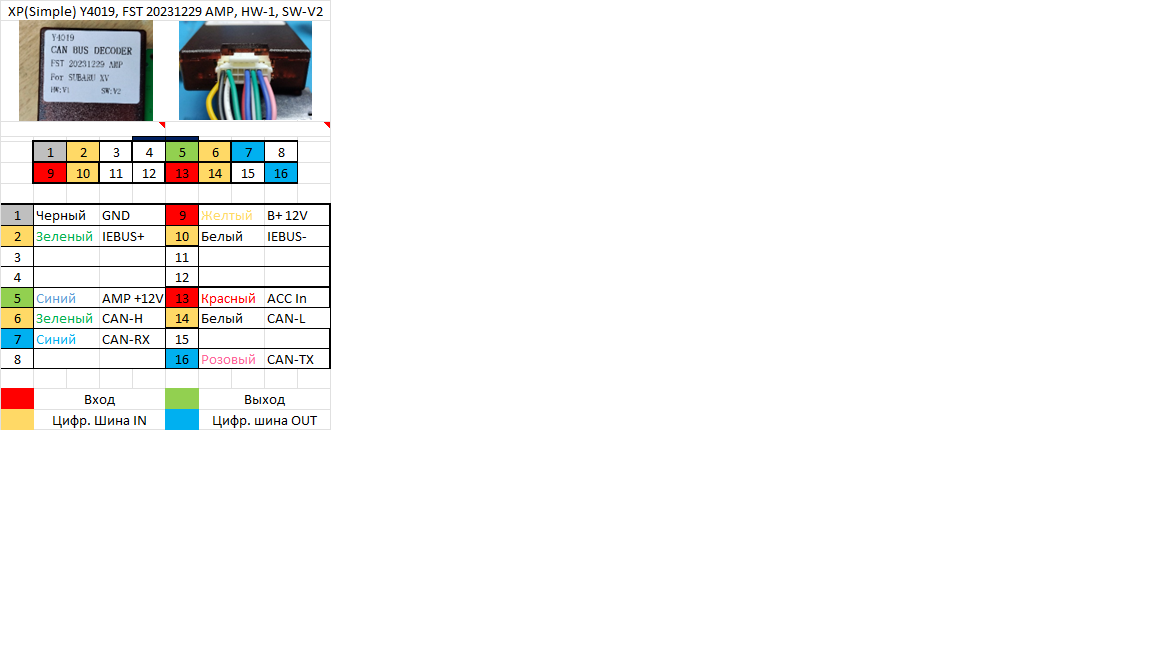 XP(Simple) Y4019, FST 20231229 AMP, HW-1, SW-V2
Y4019
CAN BUS DECODER
FST 20231229 AMP
For SUBARU XV
HW:V1 SW:V2
1 2 3 4 5 6 7 8
9 10 11 12 13 14 15 16
1 Черный GND 9 Желтый B+ 12V
2 Зеленый IEBUS+ 10 Белый IEBUS-
3 11
4 12
5 Синий AMP +12V 13 Красный ACC In
6 Зеленый CAN-H 14 Белый CAN-L
7 Синий CAN-RX 15
8 16 Розовый CAN-TX
Вход Выход
Цифр. Шина IN Цифр. шина OUT